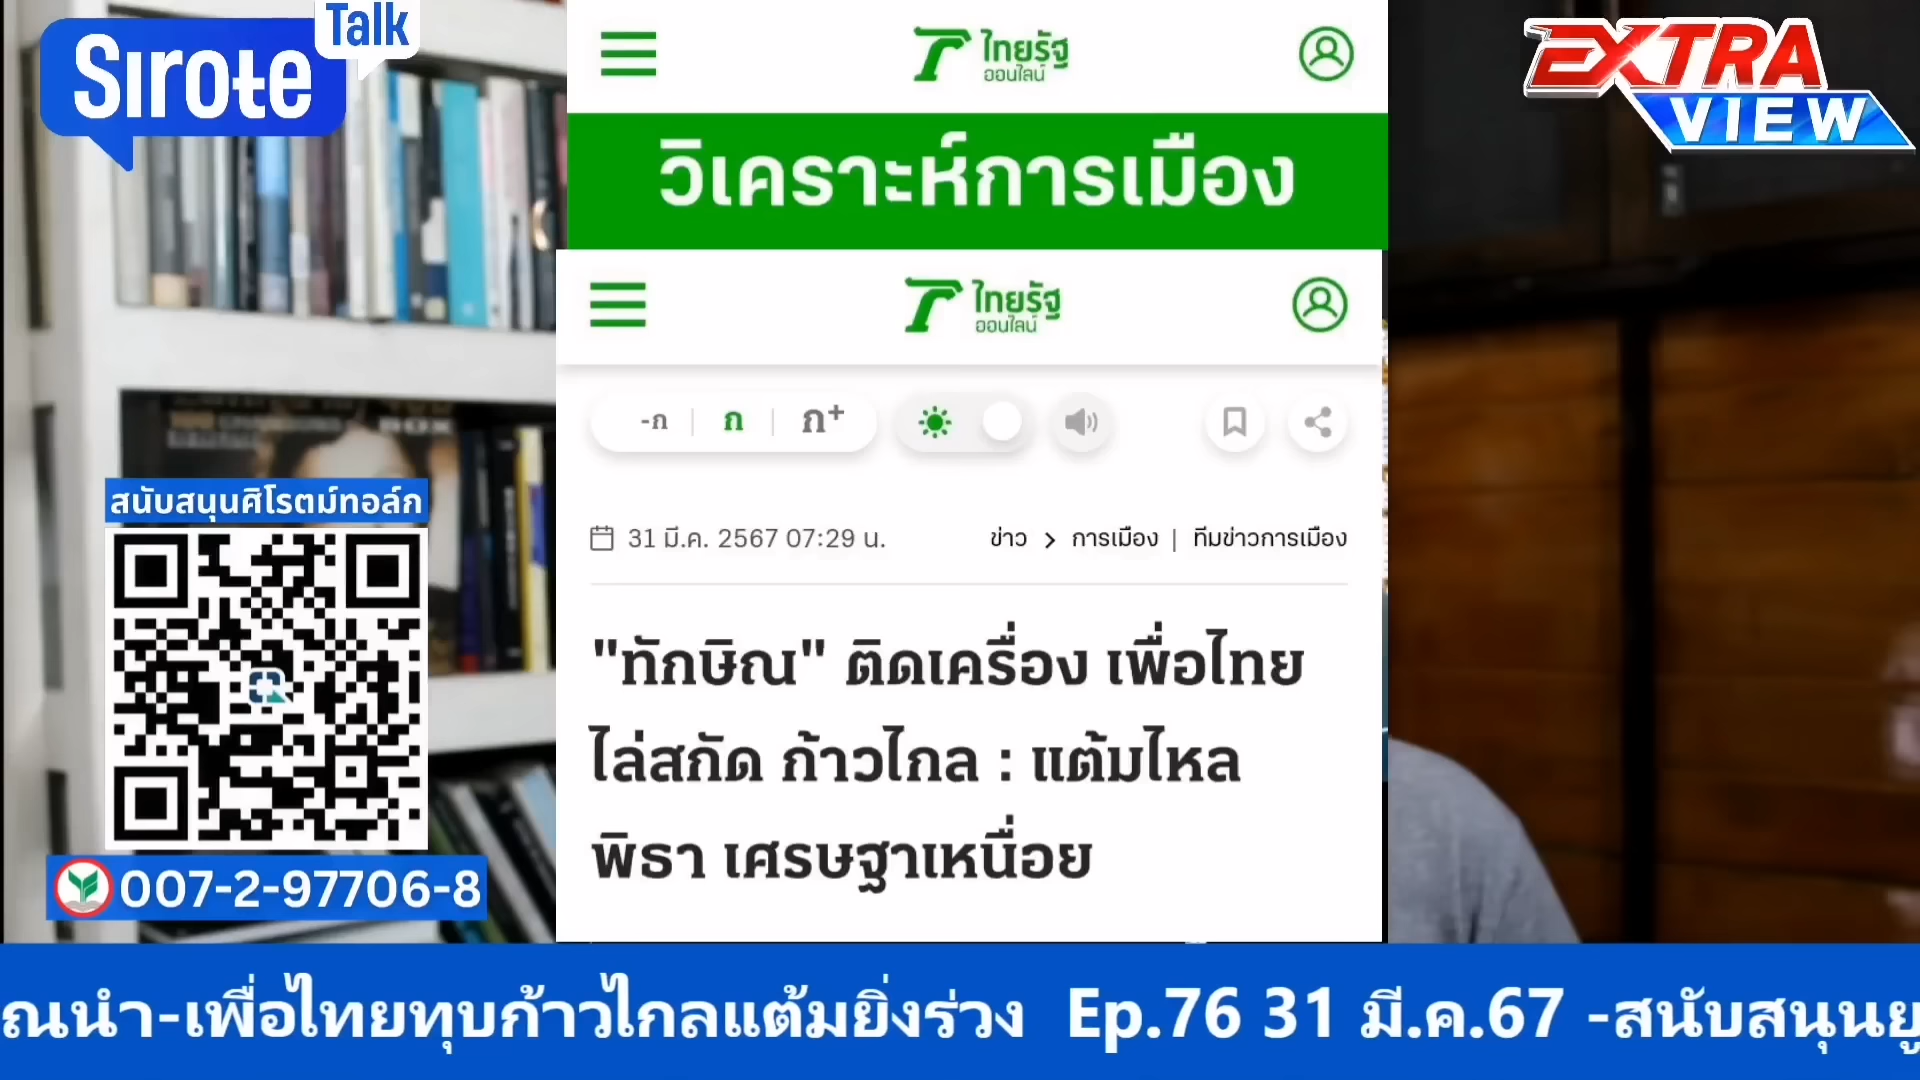 Sirote
Talk
EXTRA
VIEW
ไทยรัฐ
ออนไลน์
วิเคราะห์การเมือง
ไทยรัฐ
ออนไลน์
-ก | ก | ก+
31 มี.ค. 2567 07:29 น.
ข่าว > การเมือง | ทีมข่าวการเมือง
"ทักษิณ" ติดเครื่อง เพื่อไทย
ไล่สกัด ก้าวไกล : แต้มไหล
พิธา เศรษฐาเหนื่อย
สนับสนุนศิโรตม์ทอล์ก
007-2-97706-8
ณนำ-เพื่อไทยทุบก้าวไกลแต้มยิ่งร่วง Ep.76 31 มี.ค.67 -สนับสนุนยู